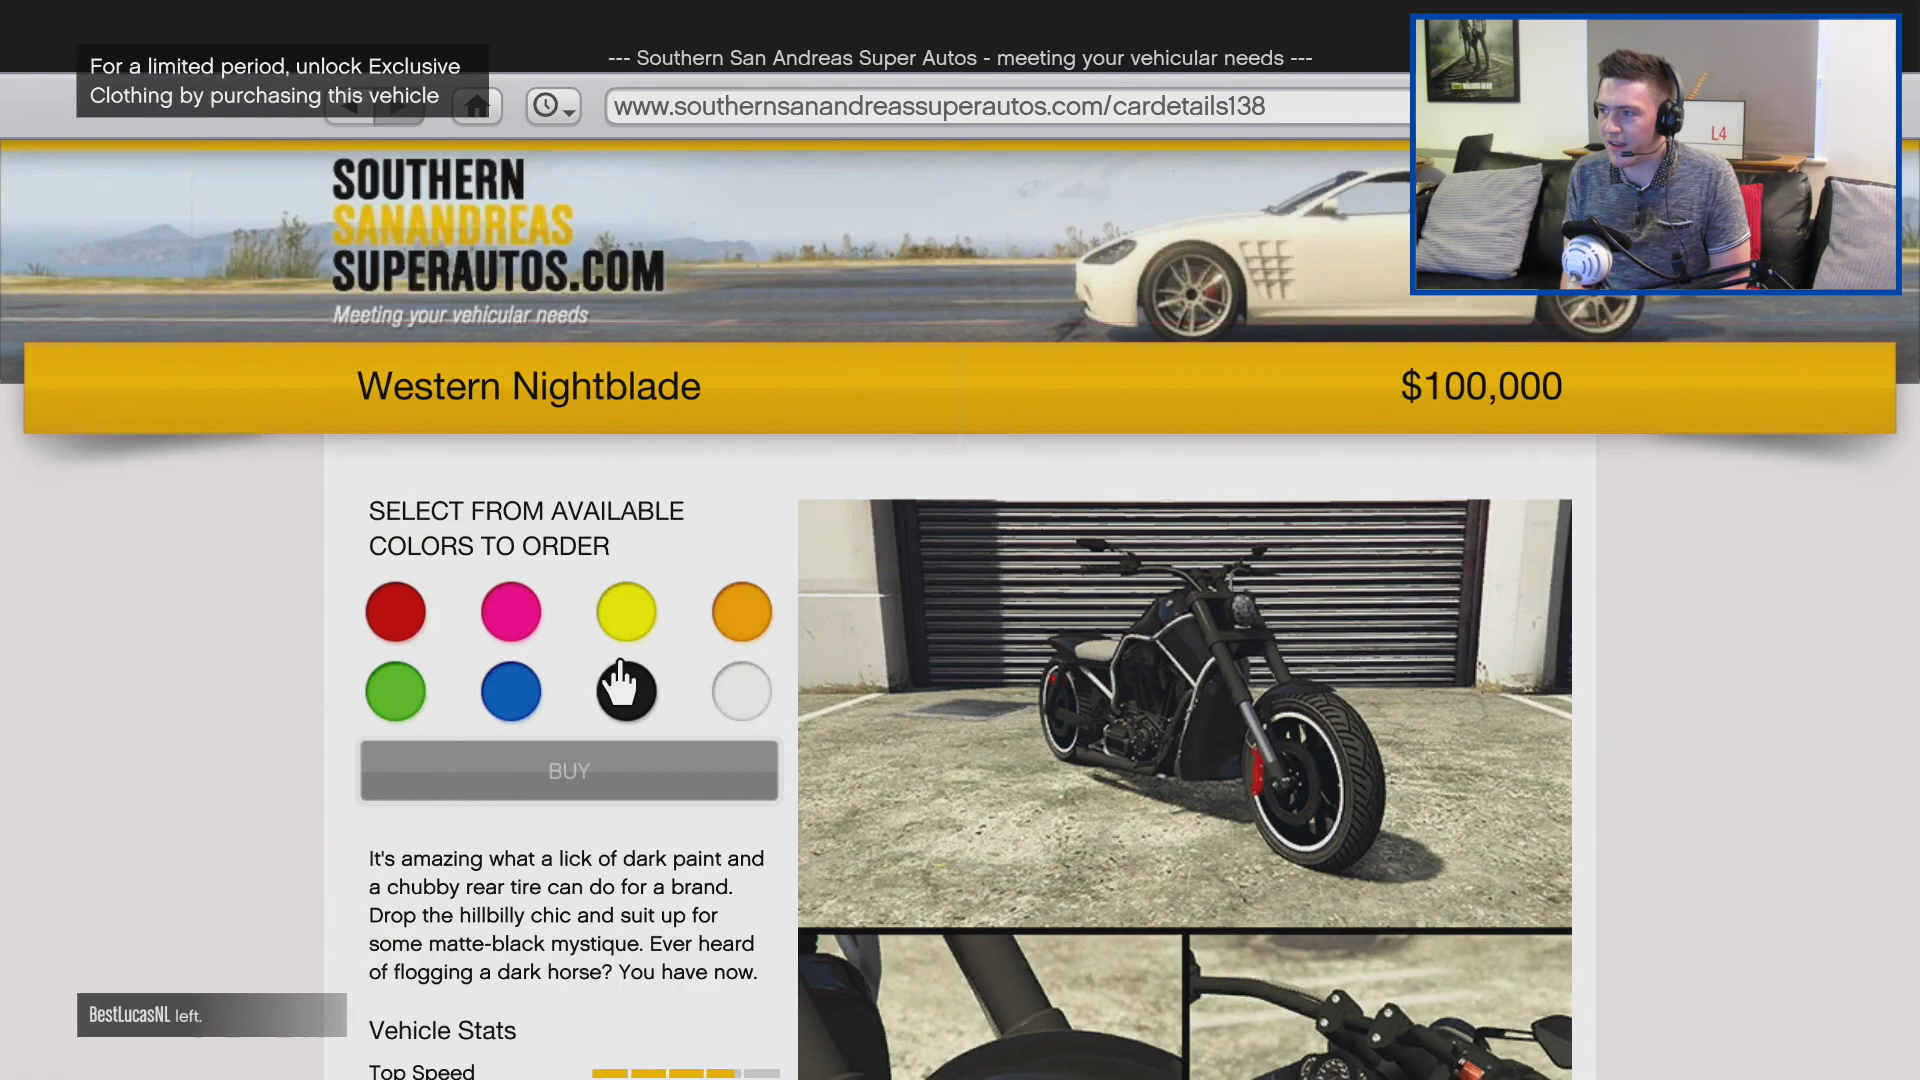 For a limited period, unlock Exclusive
Clothing by purchasing this vehicle
--- Southern San Andreas Super Autos - meeting your vehicular needs ---
www.southernsanandreassuperautos.com/cardetails138
L4
SOUTHERN
SANANDREAS
SUPERAUTOS.COM
Meeting your vehicular needs
Western Nightblade
$100,000
SELECT FROM AVAILABLE
COLORS TO ORDER
BUY
It's amazing what a lick of dark paint and
a chubby rear tire can do for a brand.
Drop the hillbilly chic and suit up for
some matte-black mystique. Ever heard
of flogging a dark horse? You have now.
BestLucasNL left.
Vehicle Stats
Top Speed